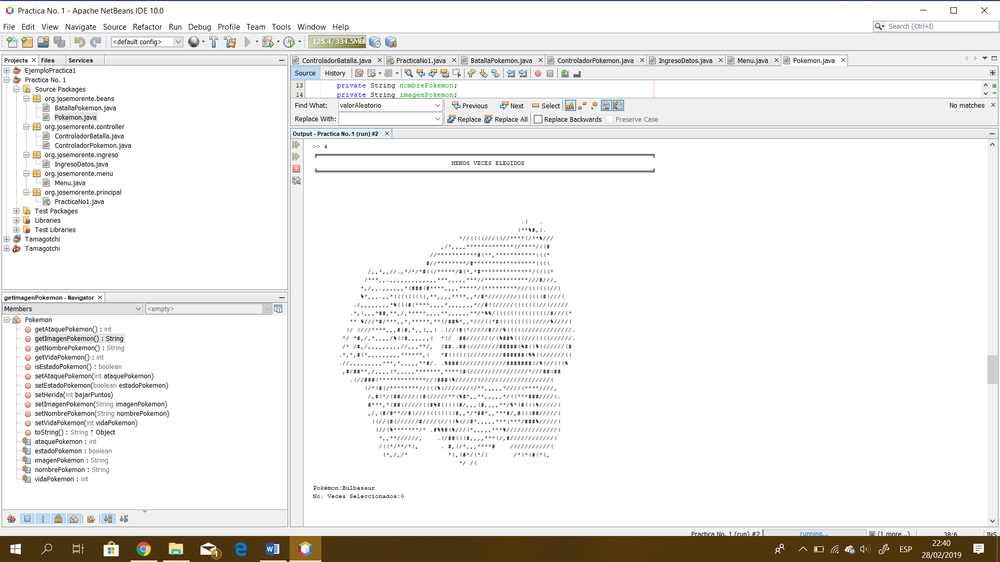 Practica No. 1 - Apache NetBeans IDE 10.0
File Edit View Navigate Source Refactor Run Debug Profile Team Tools Window Help
Search (Ctrl+I)
<default config>
125.4/334.5MB
Projects Files Services
EjemploPractica1
Practica No. 1
Source Packages
org.josemorente.beans
BatallaPokemon.java
Pokemon.java
org.josemorente.controller
ControladorBatalla.java
ControladorPokemon.java
org.josemorente.ingreso
IngresoDatos.java
org.josemorente.menu
Menu.java
org.josemorente.principal
PracticaNo1.java
Test Packages
Libraries
Test Libraries
Tamagotchi
Tamagotchi
getImagenPokemon - Navigator
Members
<empty>
Pokemon
getAtaquePokemon() : int
getImagenPokemon() : String
getNombrePokemon() : String
getVidaPokemon() : int
isEstadoPokemon() : boolean
setAtaquePokemon(int ataquePokemon)
setEstadoPokemon(boolean estadoPokemon)
setHerida(int bajarPuntos)
setImagenPokemon(String imagenPokemon)
setNombrePokemon(String nombrePokemon)
setVidaPokemon(int vidaPokemon)
toString() : String ↑ Object
ataquePokemon : int
estadoPokemon : boolean
imagenPokemon : String
nombrePokemon : String
vidaPokemon : int
ControladorBatalla.java PracticaNo1.java BatallaPokemon.java ControladorPokemon.java IngresoDatos.java Menu.java Pokemon.java
Source History
13 private String nombrePokemon;
14 private String imagenPokemon;
Find What: valorAleatorio Previous Next Select No matches
Replace With: Replace Replace All Replace Backwards Preserve Case
Output - Practica No. 1 (run) #2
>> 4
MENOS VECES ELEGIDOS
Pokémon:Bulbasaur
No. Veces Seleccionados:0
Practica No. 1 (run) #2 running... (1 more...) 38:6 INS
1
ESP
22:40
28/02/2019